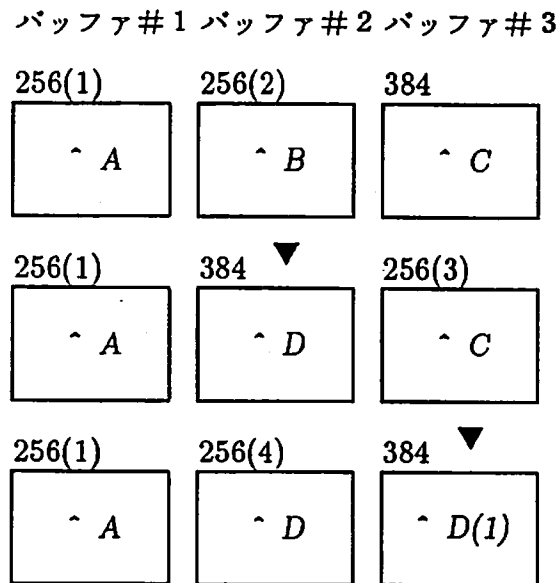 バッファ＃1 バッファ＃2 バッファ＃3
256(1) 256(2) 384
^ A ^ B ^ C
▼
256(1) 384 256(3)
^ A ^ D ^ C
▼
256(1) 256(4) 384
^ A ^ D ^ D(1)